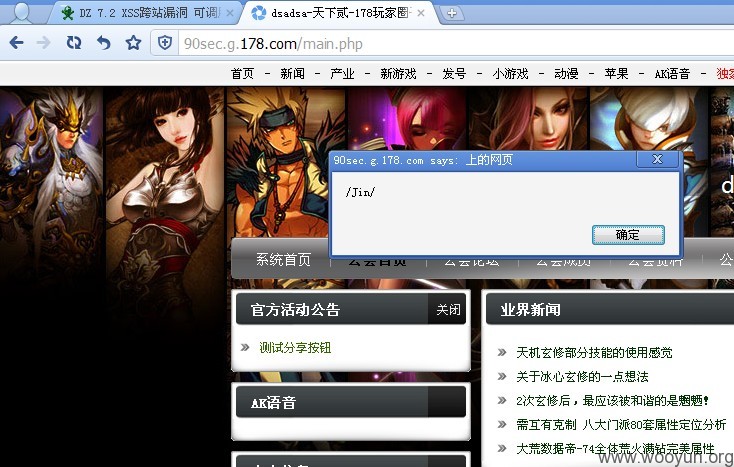 DZ 7.2 XSS跨站漏洞 可调
dsadsa-天下贰-178玩家圈子
90sec.g.178.com/main.php
首页 - 新闻 - 产业 - 新游戏 - 发号 - 小游戏 - 动漫 - 苹果 - AK语音 - 独家
90sec.g.178.com says: 上的网页
/Jin/
确定
系统首页 公会首页 公会论坛 公会成员 公会资料 公
官方活动公告 关闭
业界新闻
测试分享按钮
天机玄修部分技能的使用感觉
关于冰心玄修的一点想法
2次玄修后，最应该被和谐的是魍魉!
AK语音
需互有克制 八大门派80套属性定位分析
大荒数据帝-74全体荒火满钻完美属性
www.wooyun.org